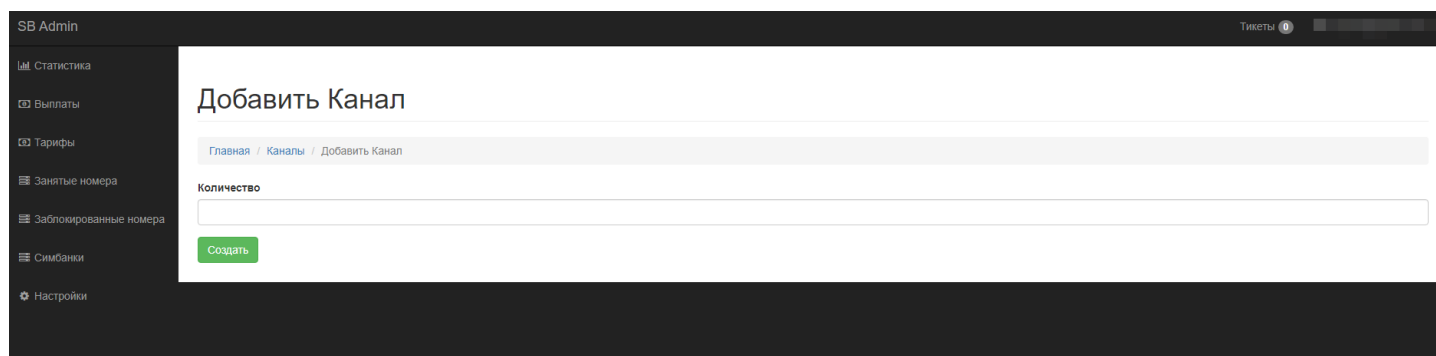 SB Admin
Тикеты 0
Статистика
Выплаты
Тарифы
Занятые номера
Заблокированные номера
Симбанки
Настройки
Добавить Канал
Главная / Каналы / Добавить Канал
Количество
Создать